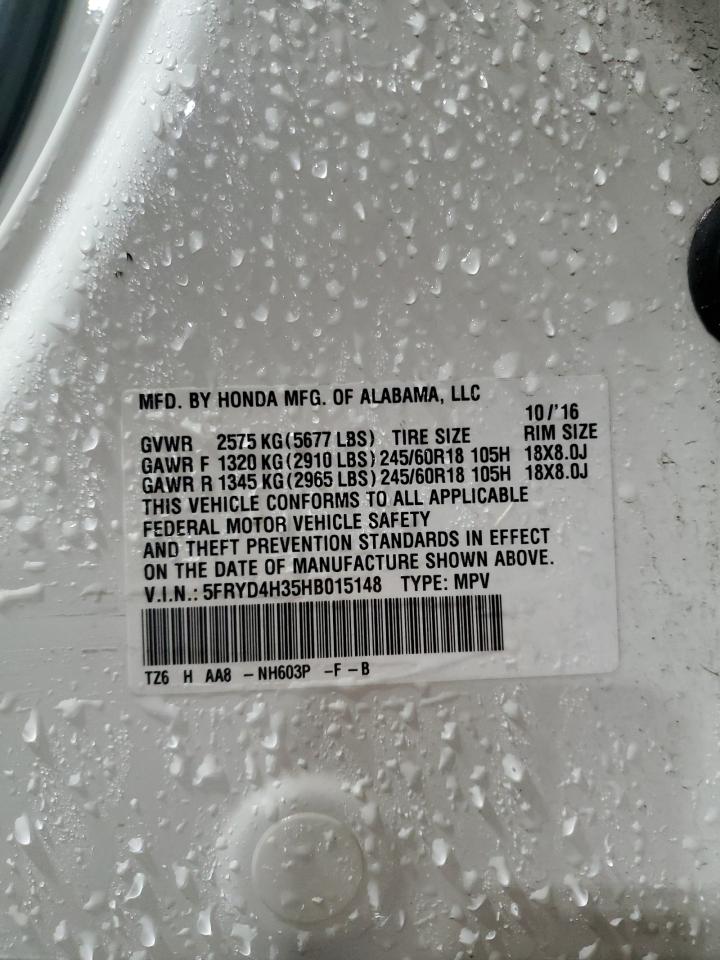 MFD. BY HONDA MFG. OF ALABAMA, LLC
10/'16
GVWR 2575 KG(5677 LBS) TIRE SIZE RIM SIZE
GAWR F 1320 KG(2910 LBS) 245/60R18 105H 18X8.0J
GAWR R 1345 KG(2965 LBS) 245/60R18 105H 18X8.0J
THIS VEHICLE CONFORMS TO ALL APPLICABLE
FEDERAL MOTOR VEHICLE SAFETY
AND THEFT PREVENTION STANDARDS IN EFFECT
ON THE DATE OF MANUFACTURE SHOWN ABOVE.
V.I.N.: 5FRYD4H35HB015148 TYPE: MPV
TZ6 H AA8 -NH603P -F-B